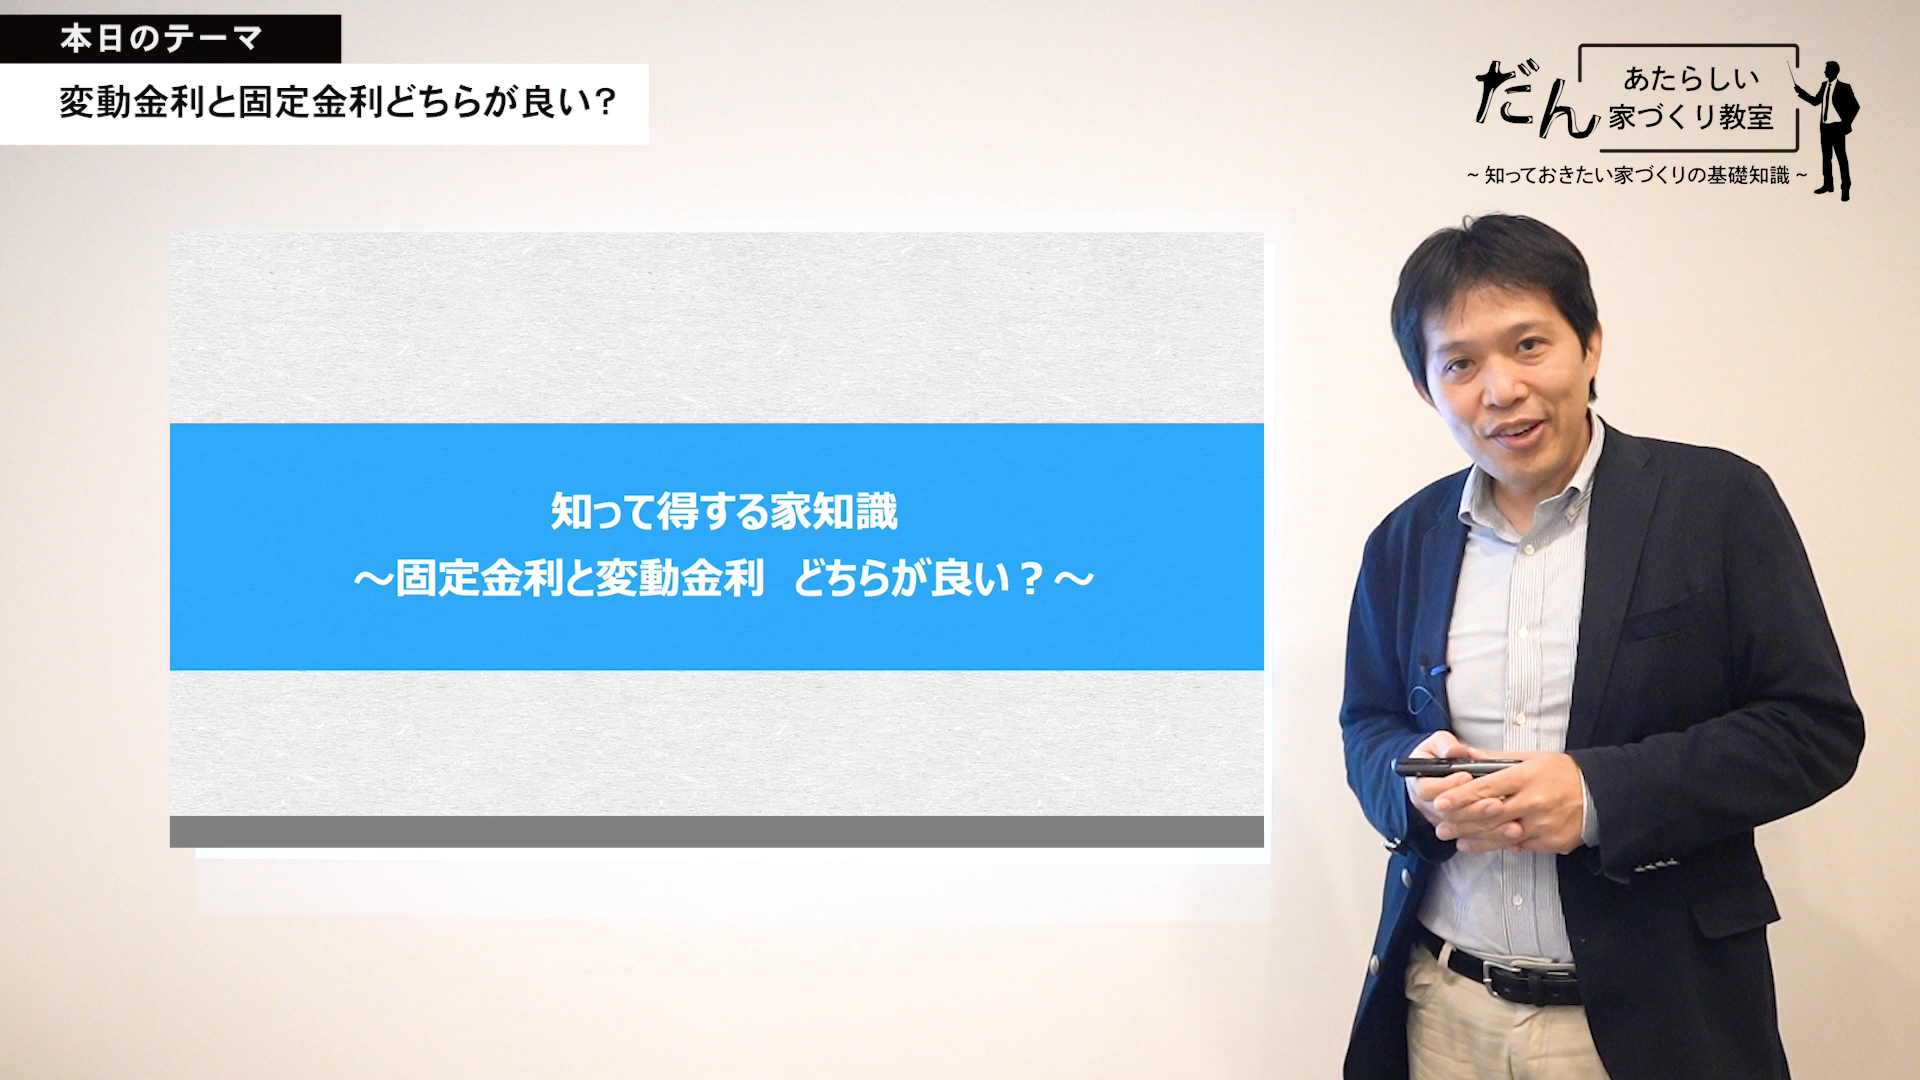 本日のテーマ
変動金利と固定金利どちらが良い?
だん
あたらしい
家づくり教室
~ 知っておきたい家づくりの基礎知識 ~
知って得する家知識
～固定金利と変動金利　どちらが良い？～